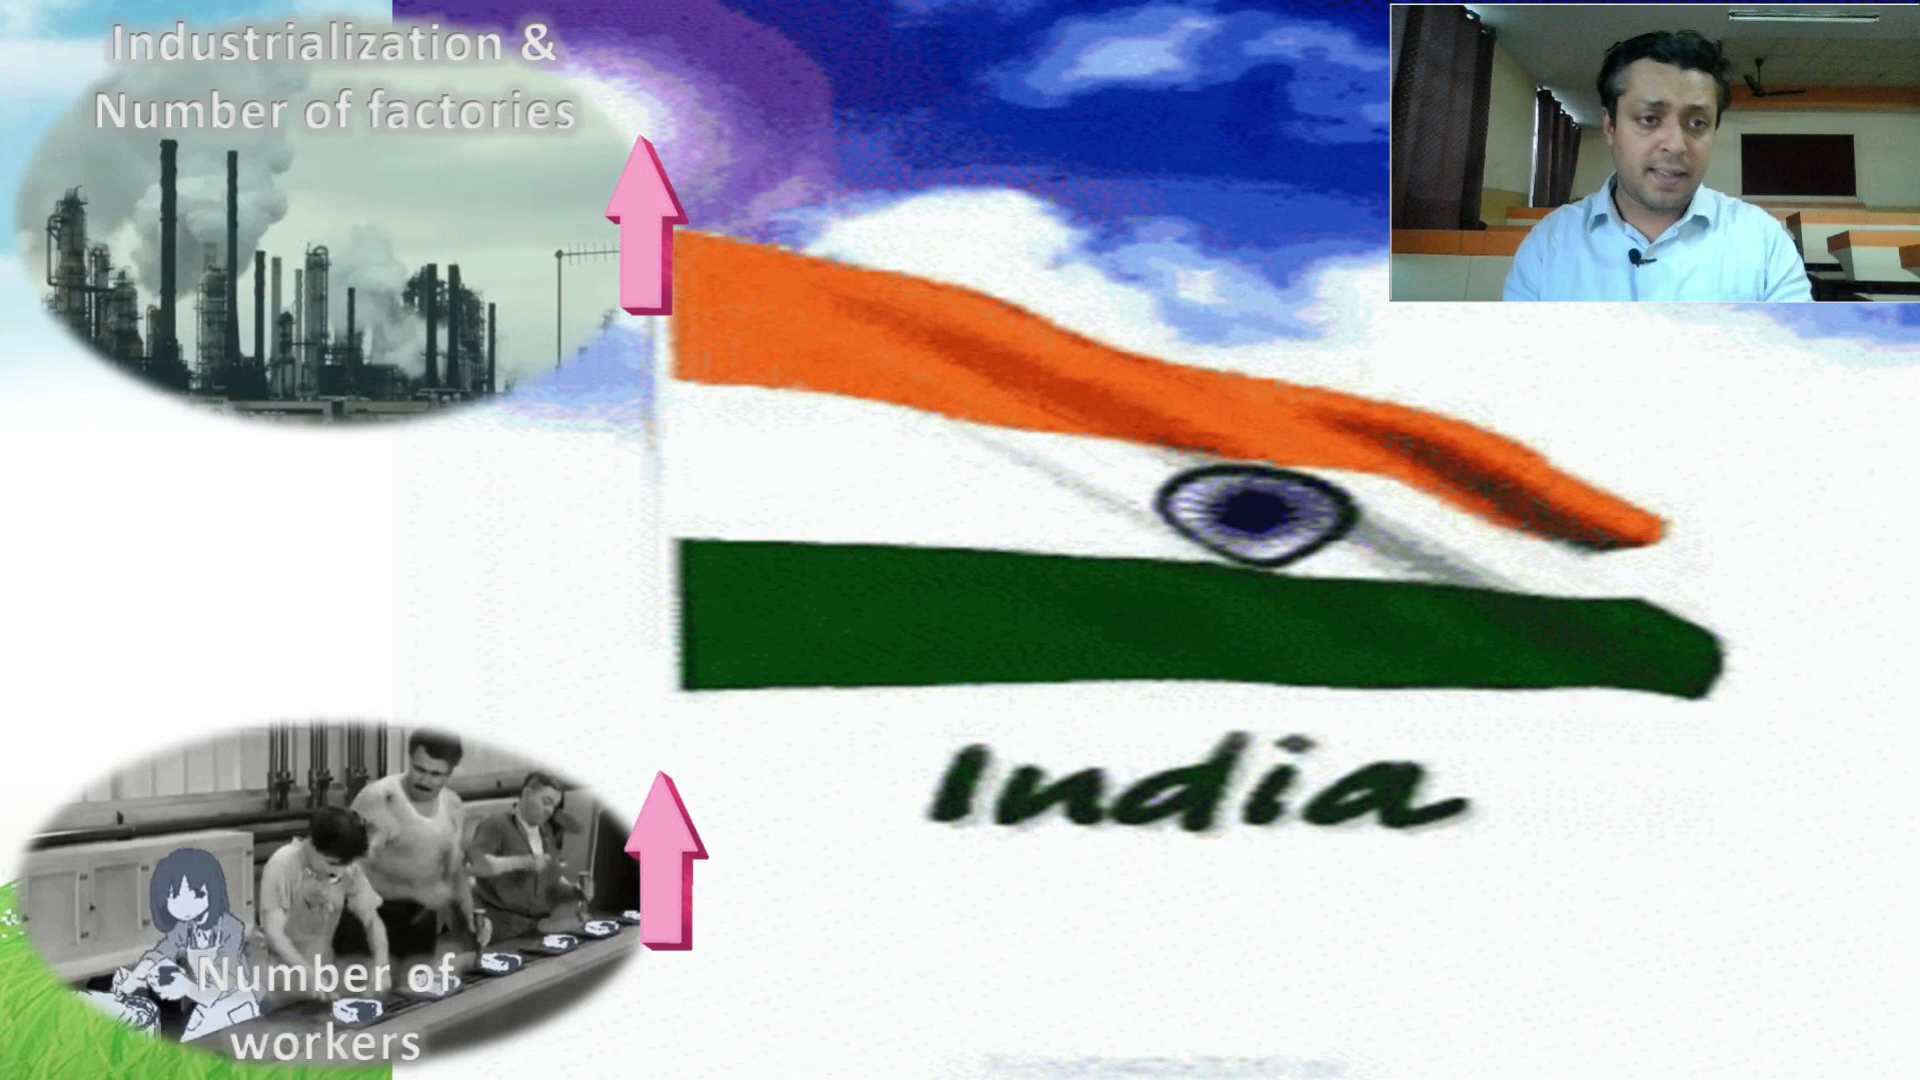 Industrialization &
Number of factories
India
Number of
workers